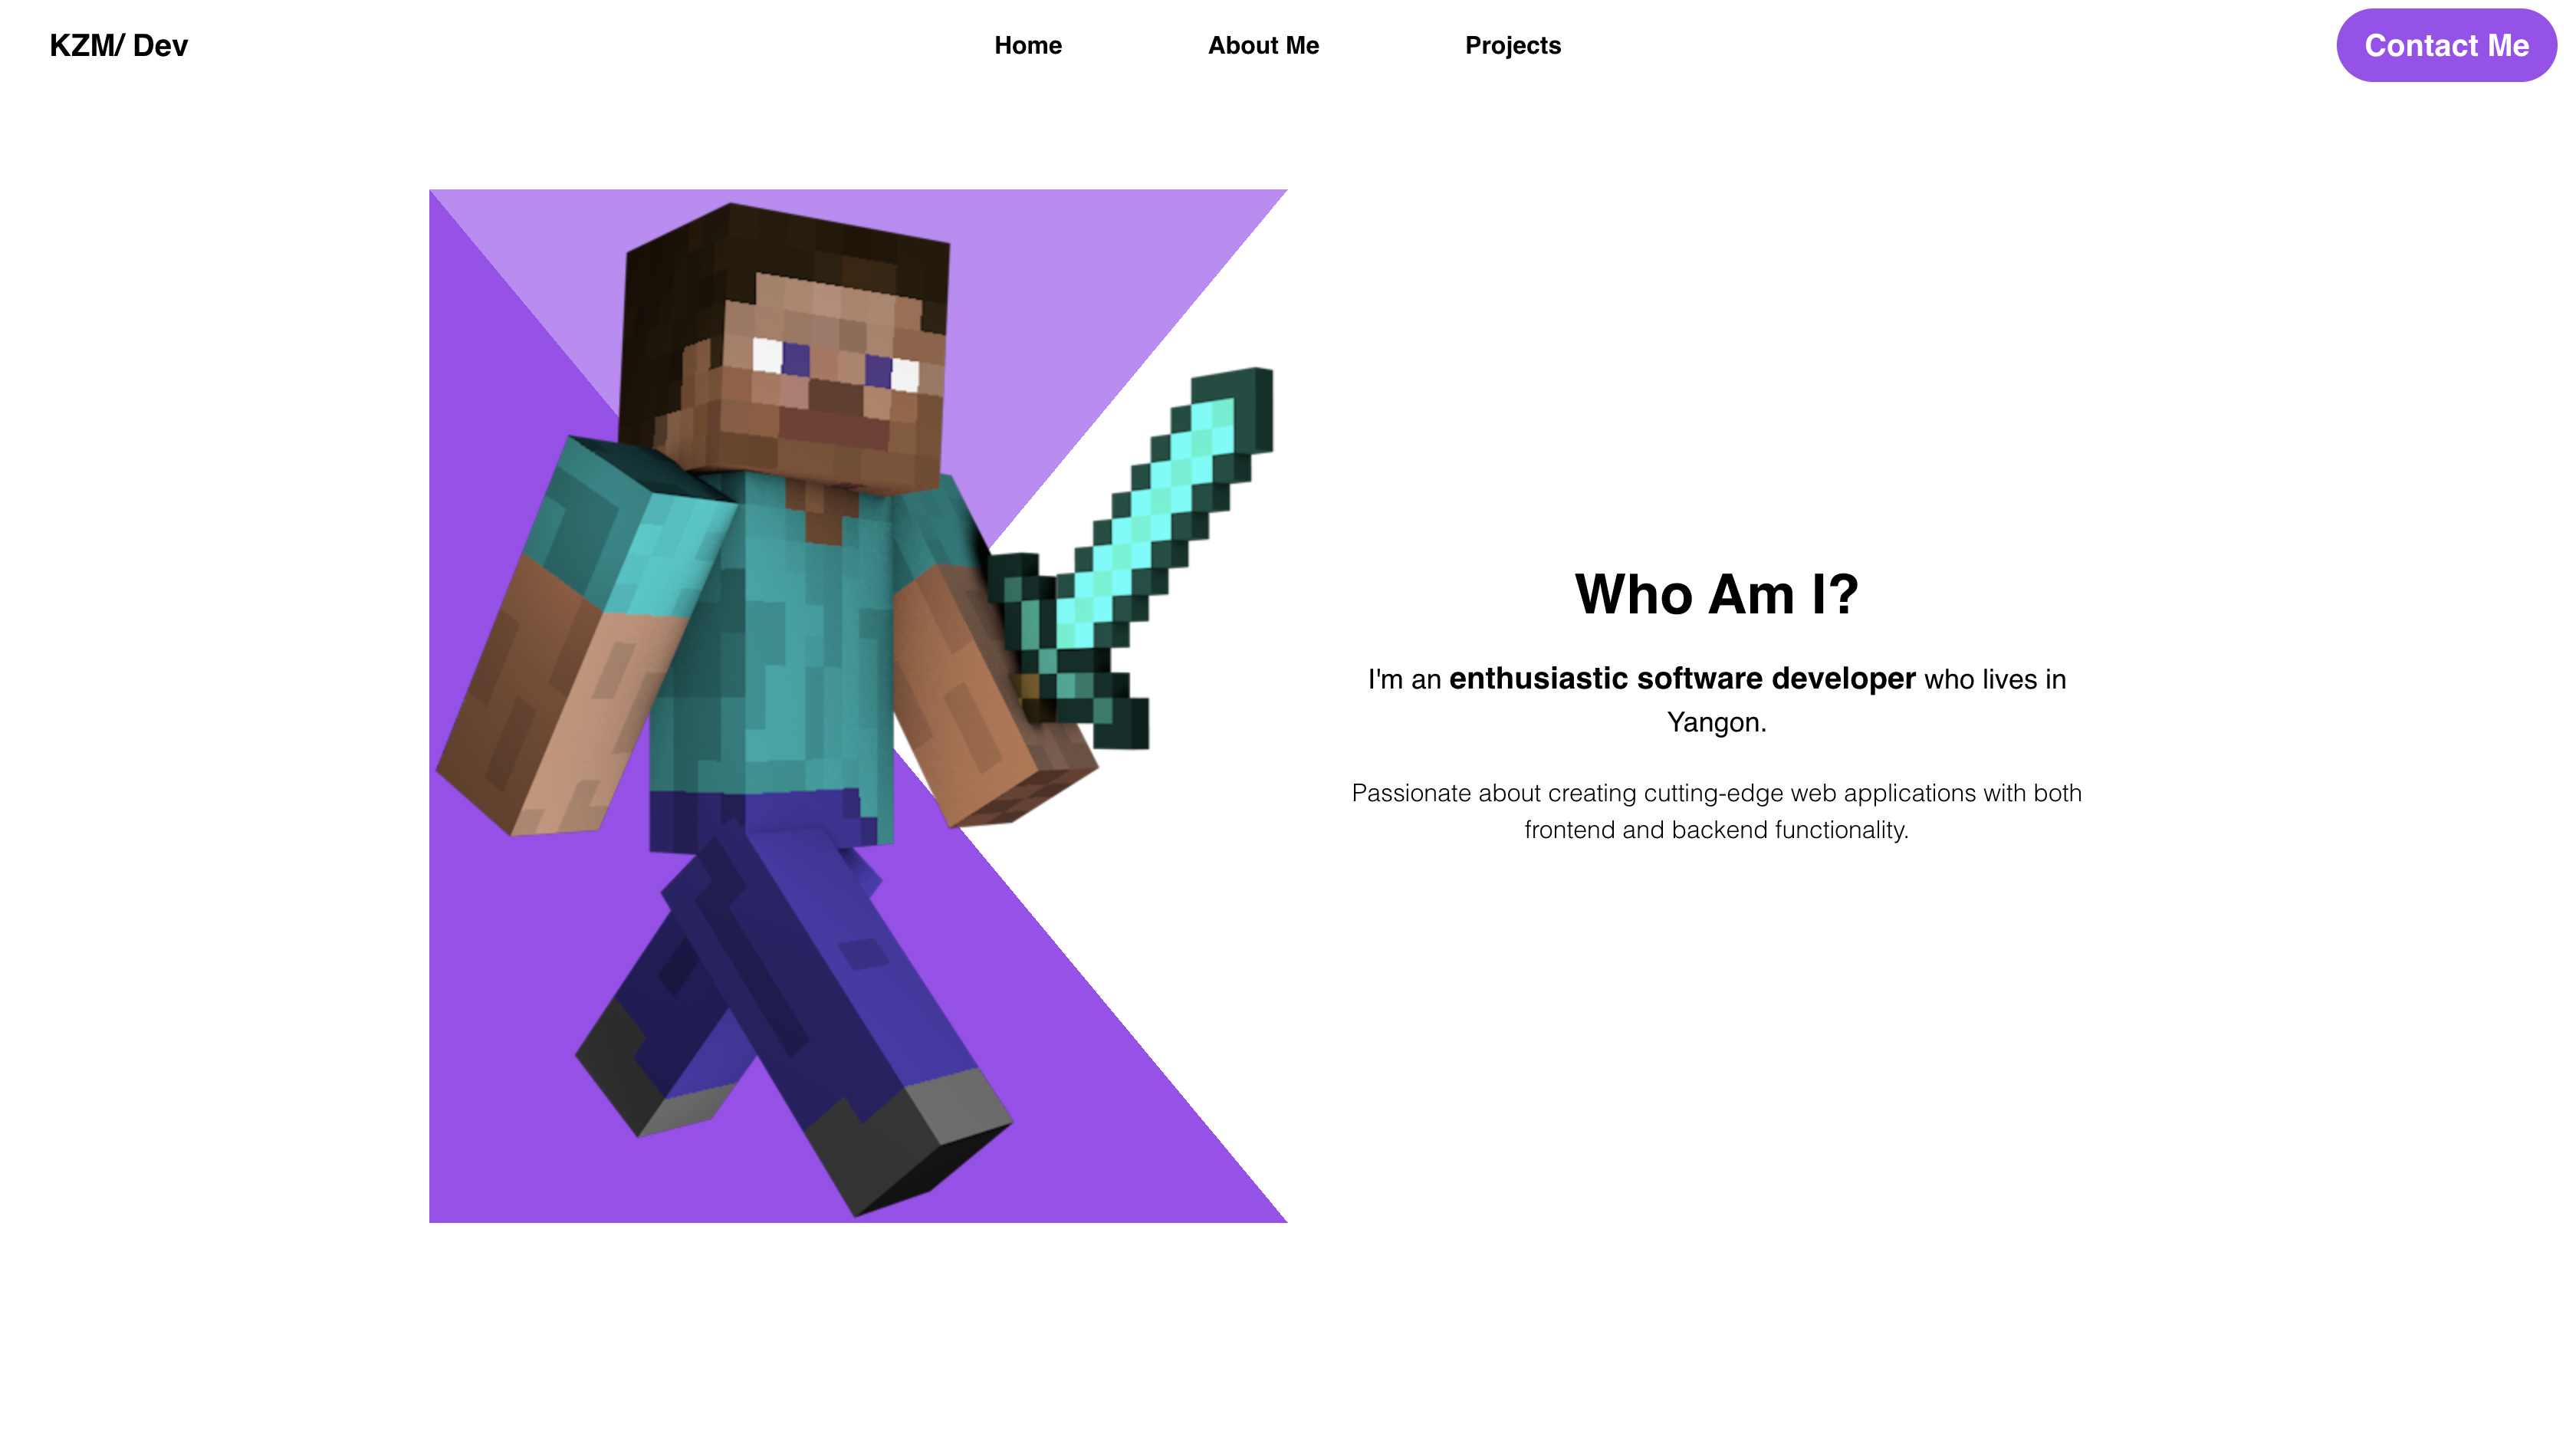 KZM/ Dev
Home
About Me
Projects
Contact Me
Who Am I?
I'm an enthusiastic software developer who lives in
Yangon.
Passionate about creating cutting-edge web applications with both
frontend and backend functionality.